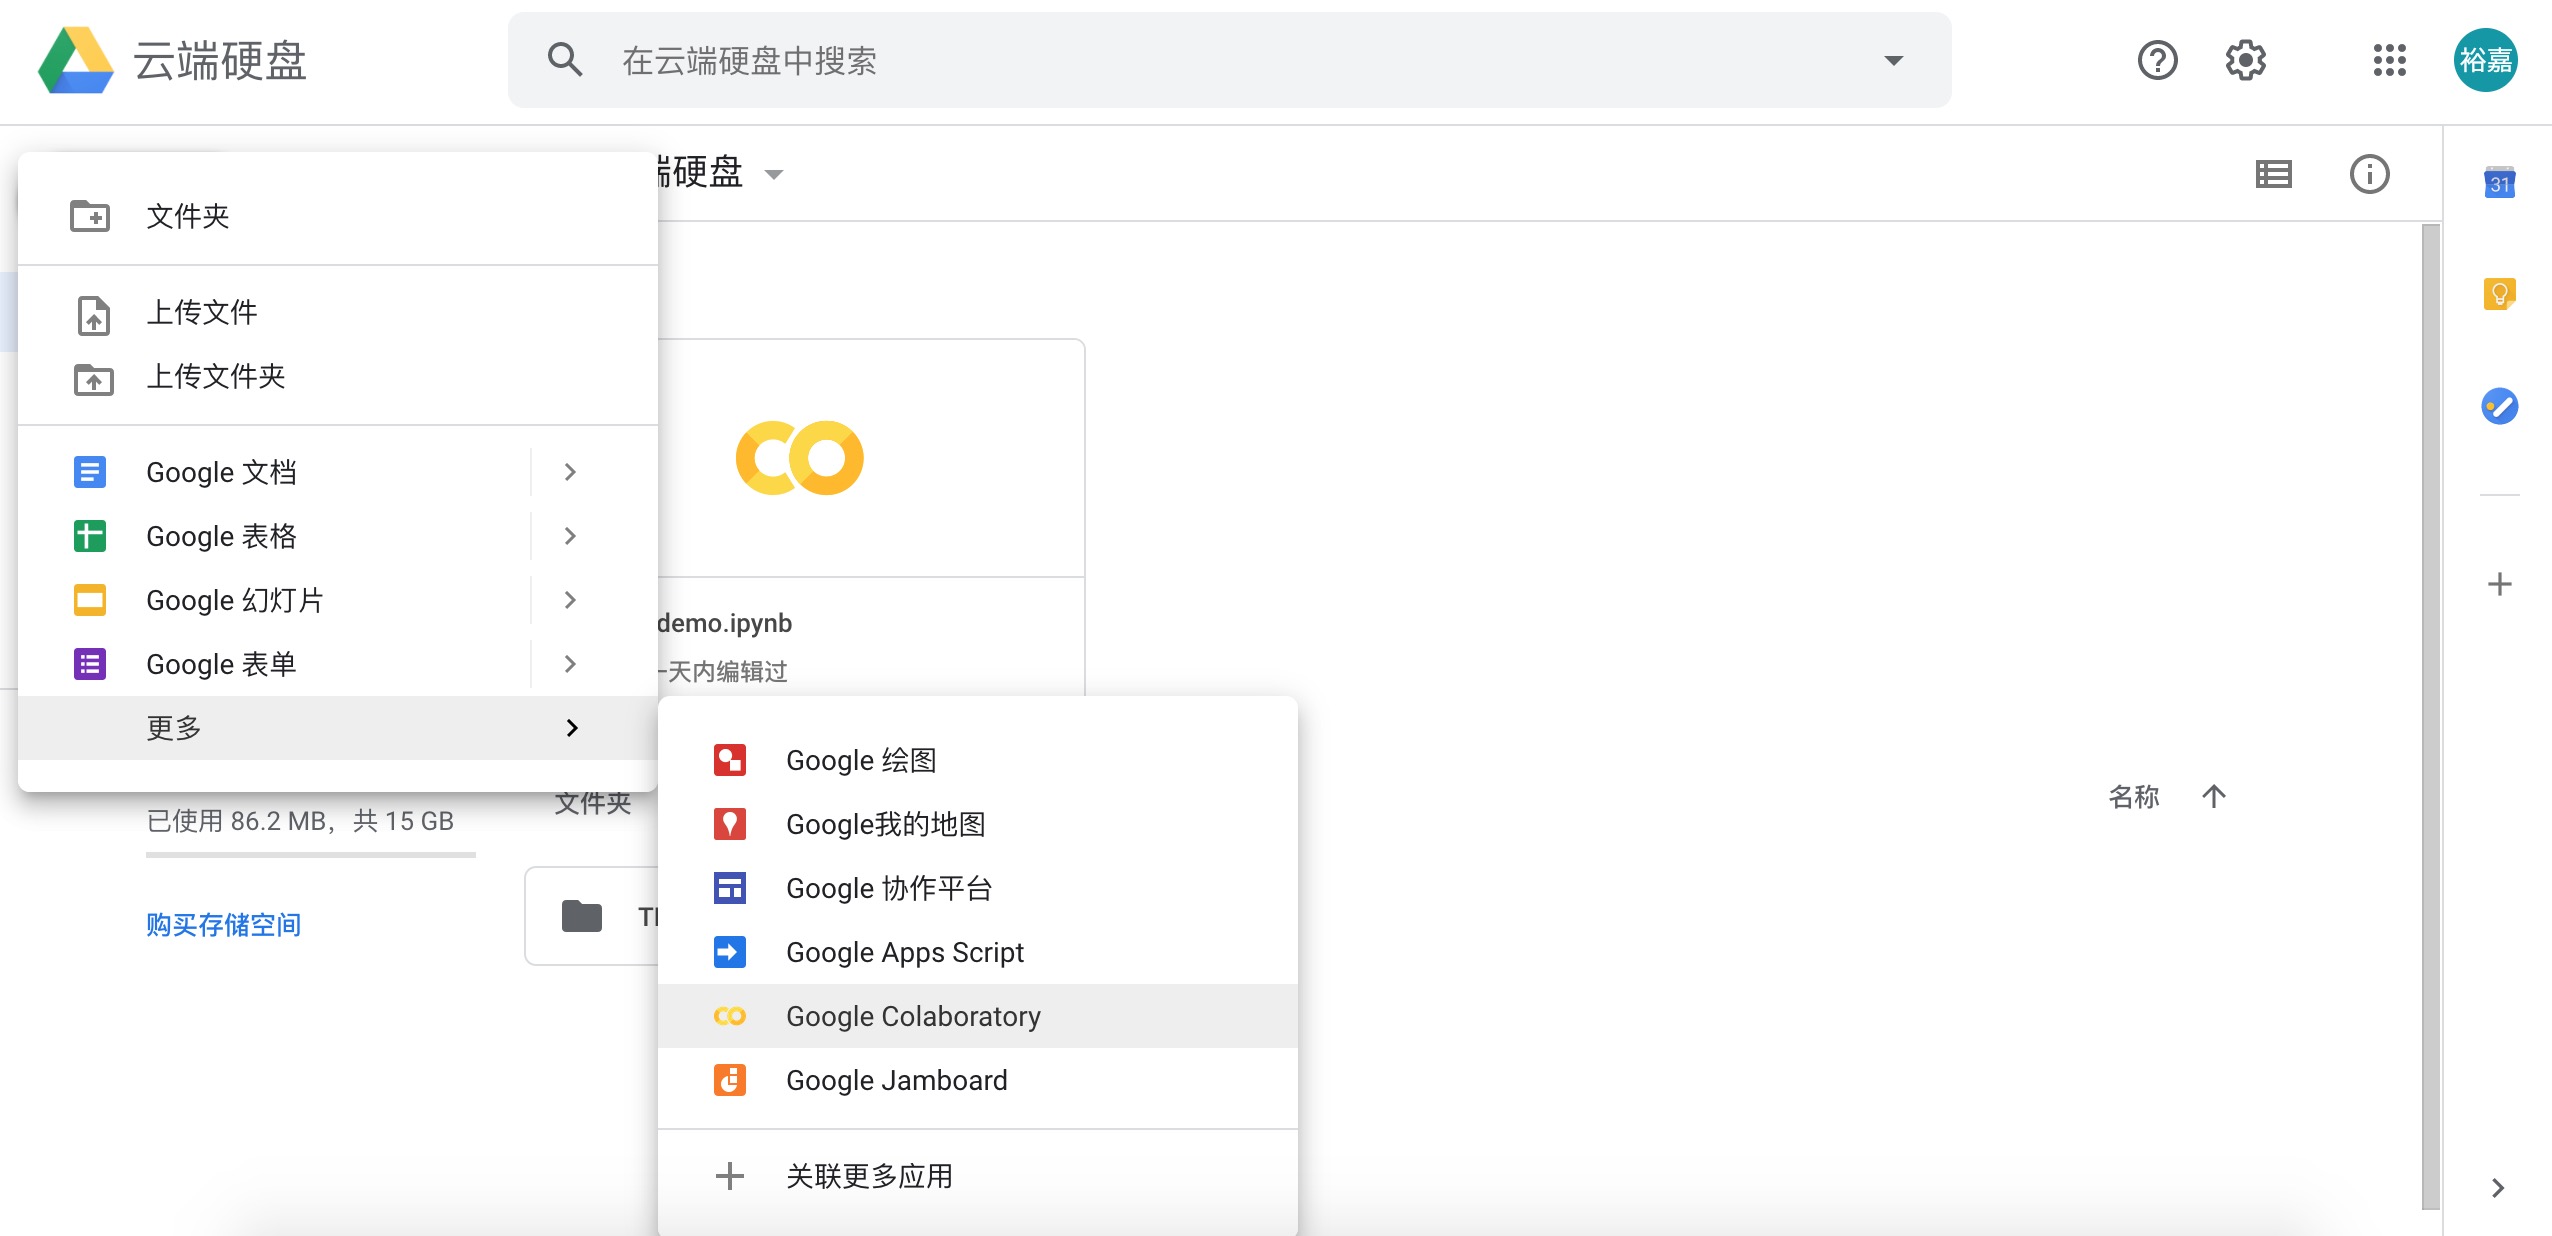 云端硬盘
在云端硬盘中搜索
裕嘉
端硬盘
31
文件夹
上传文件
上传文件夹
Google 文档
Google 表格
Google 幻灯片
Google 表单
更多
demo.ipynb
一天内编辑过
Google 绘图
Google我的地图
Google 协作平台
Google Apps Script
Google Colaboratory
Google Jamboard
关联更多应用
已使用 86.2 MB，共 15 GB
购买存储空间
文件夹
名称